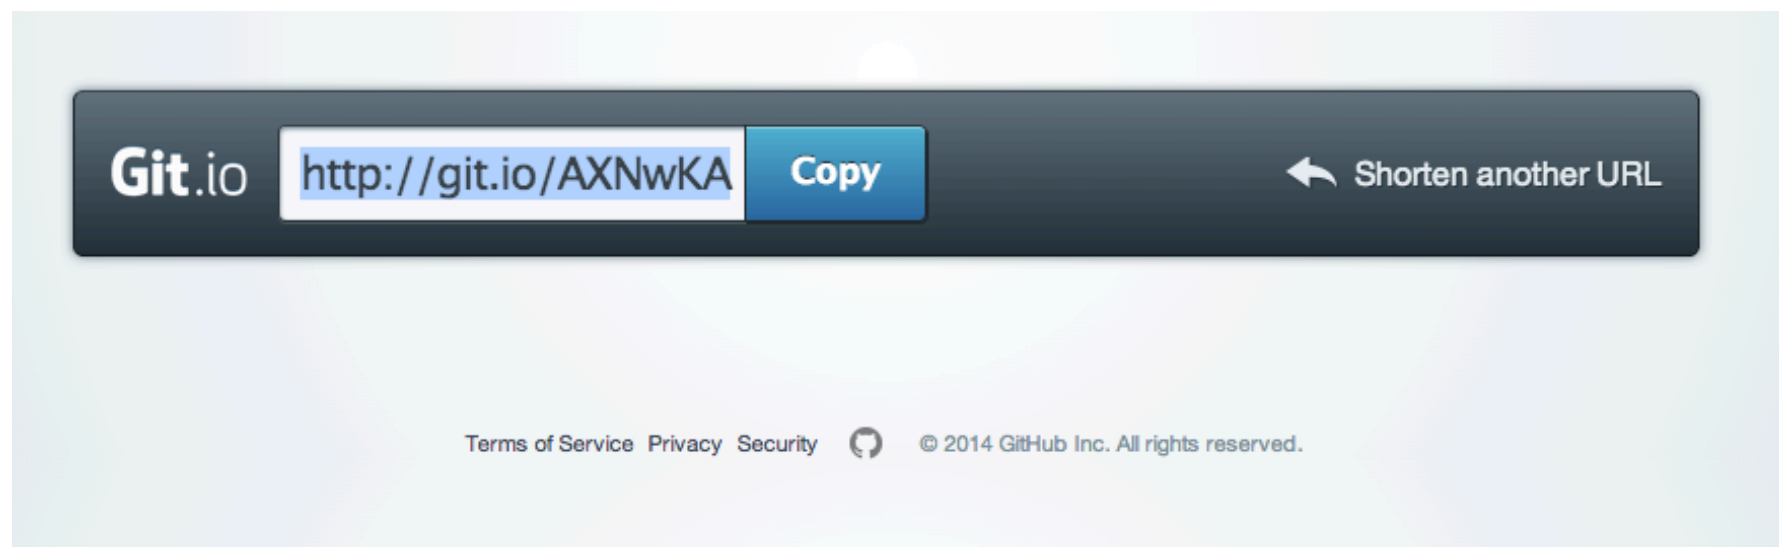 Git.io http://git.io/AXNwKA Copy Shorten another URL
Terms of Service Privacy Security © 2014 GitHub Inc. All rights reserved.